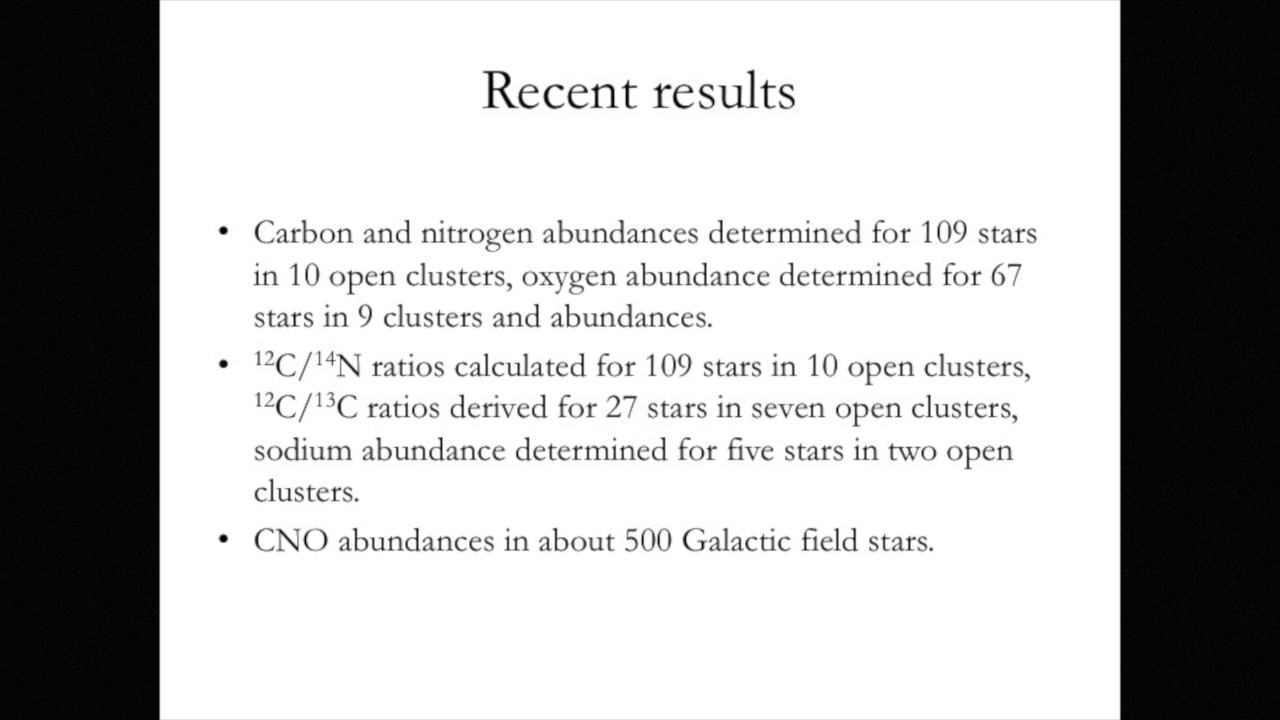 Recent results
• Carbon and nitrogen abundances determined for 109 stars
in 10 open clusters, oxygen abundance determined for 67
stars in 9 clusters and abundances.
• ¹²C/¹⁴N ratios calculated for 109 stars in 10 open clusters,
¹²C/¹³C ratios derived for 27 stars in seven open clusters,
sodium abundance determined for five stars in two open
clusters.
• CNO abundances in about 500 Galactic field stars.